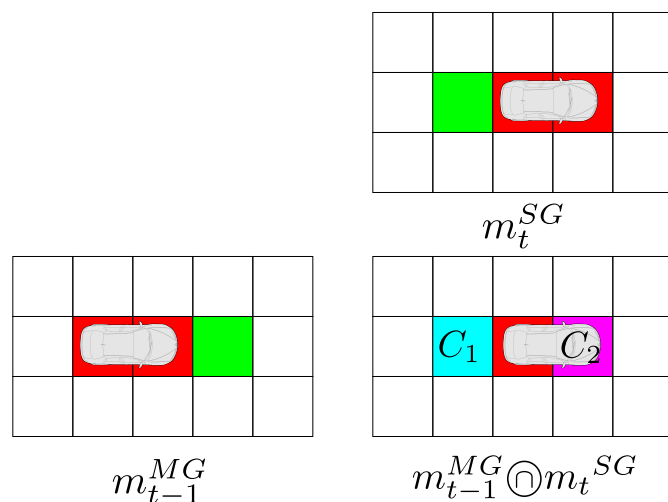 m_t^{SG}
C_1 C_2
m_{t-1}^{MG}
m_{t-1}^{MG} ⋒ m_t^{SG}